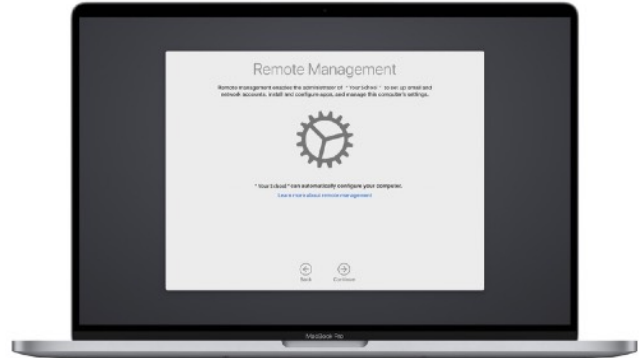 Remote Management
Remote management enables the administrator of "Your School" to set up email and
network accounts, install and configure apps, and manage this computer's settings.
"Your School" can automatically configure your computer.
Learn more about remote management
Back
Continue
MacBook Pro